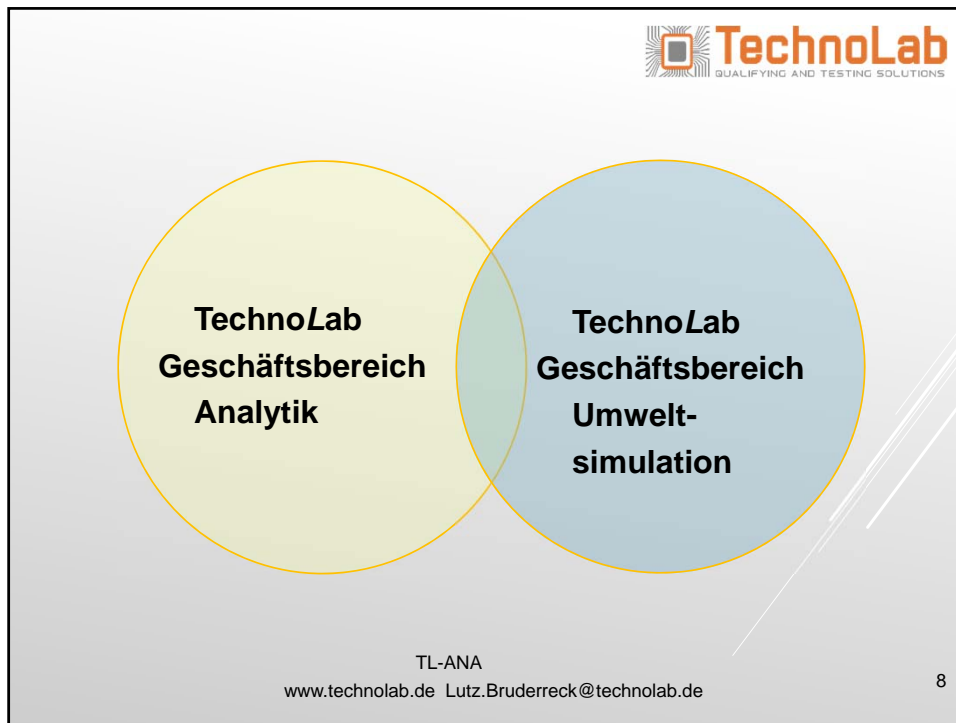 TechnoLab
QUALIFYING AND TESTING SOLUTIONS
TechnoLab
Geschäftsbereich
Analytik
TechnoLab
Geschäftsbereich
Umwelt-
simulation
TL-ANA
www.technolab.de Lutz.Bruderreck@technolab.de
8